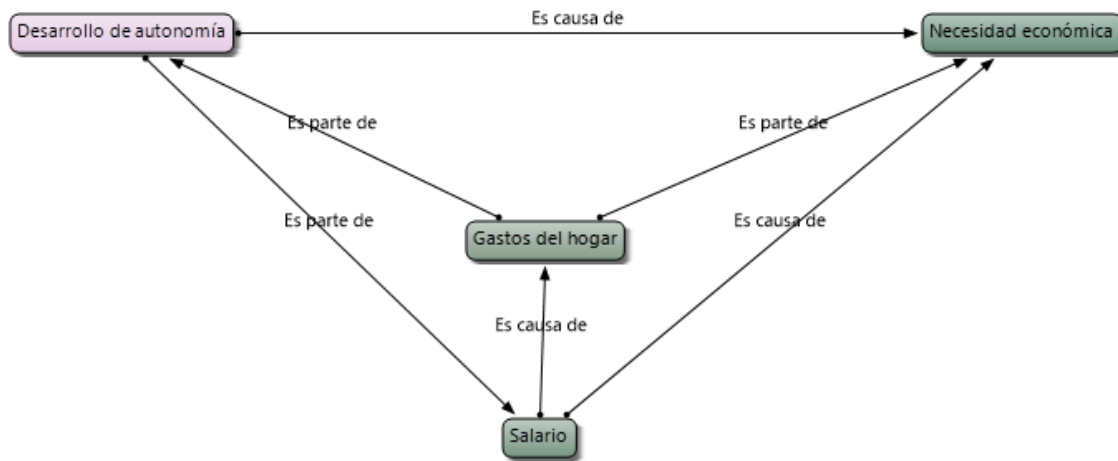 Es causa de
Desarrollo de autonomía
Necesidad económica
Es parte de
Es parte de
Es parte de
Es causa de
Gastos del hogar
Es causa de
Salario